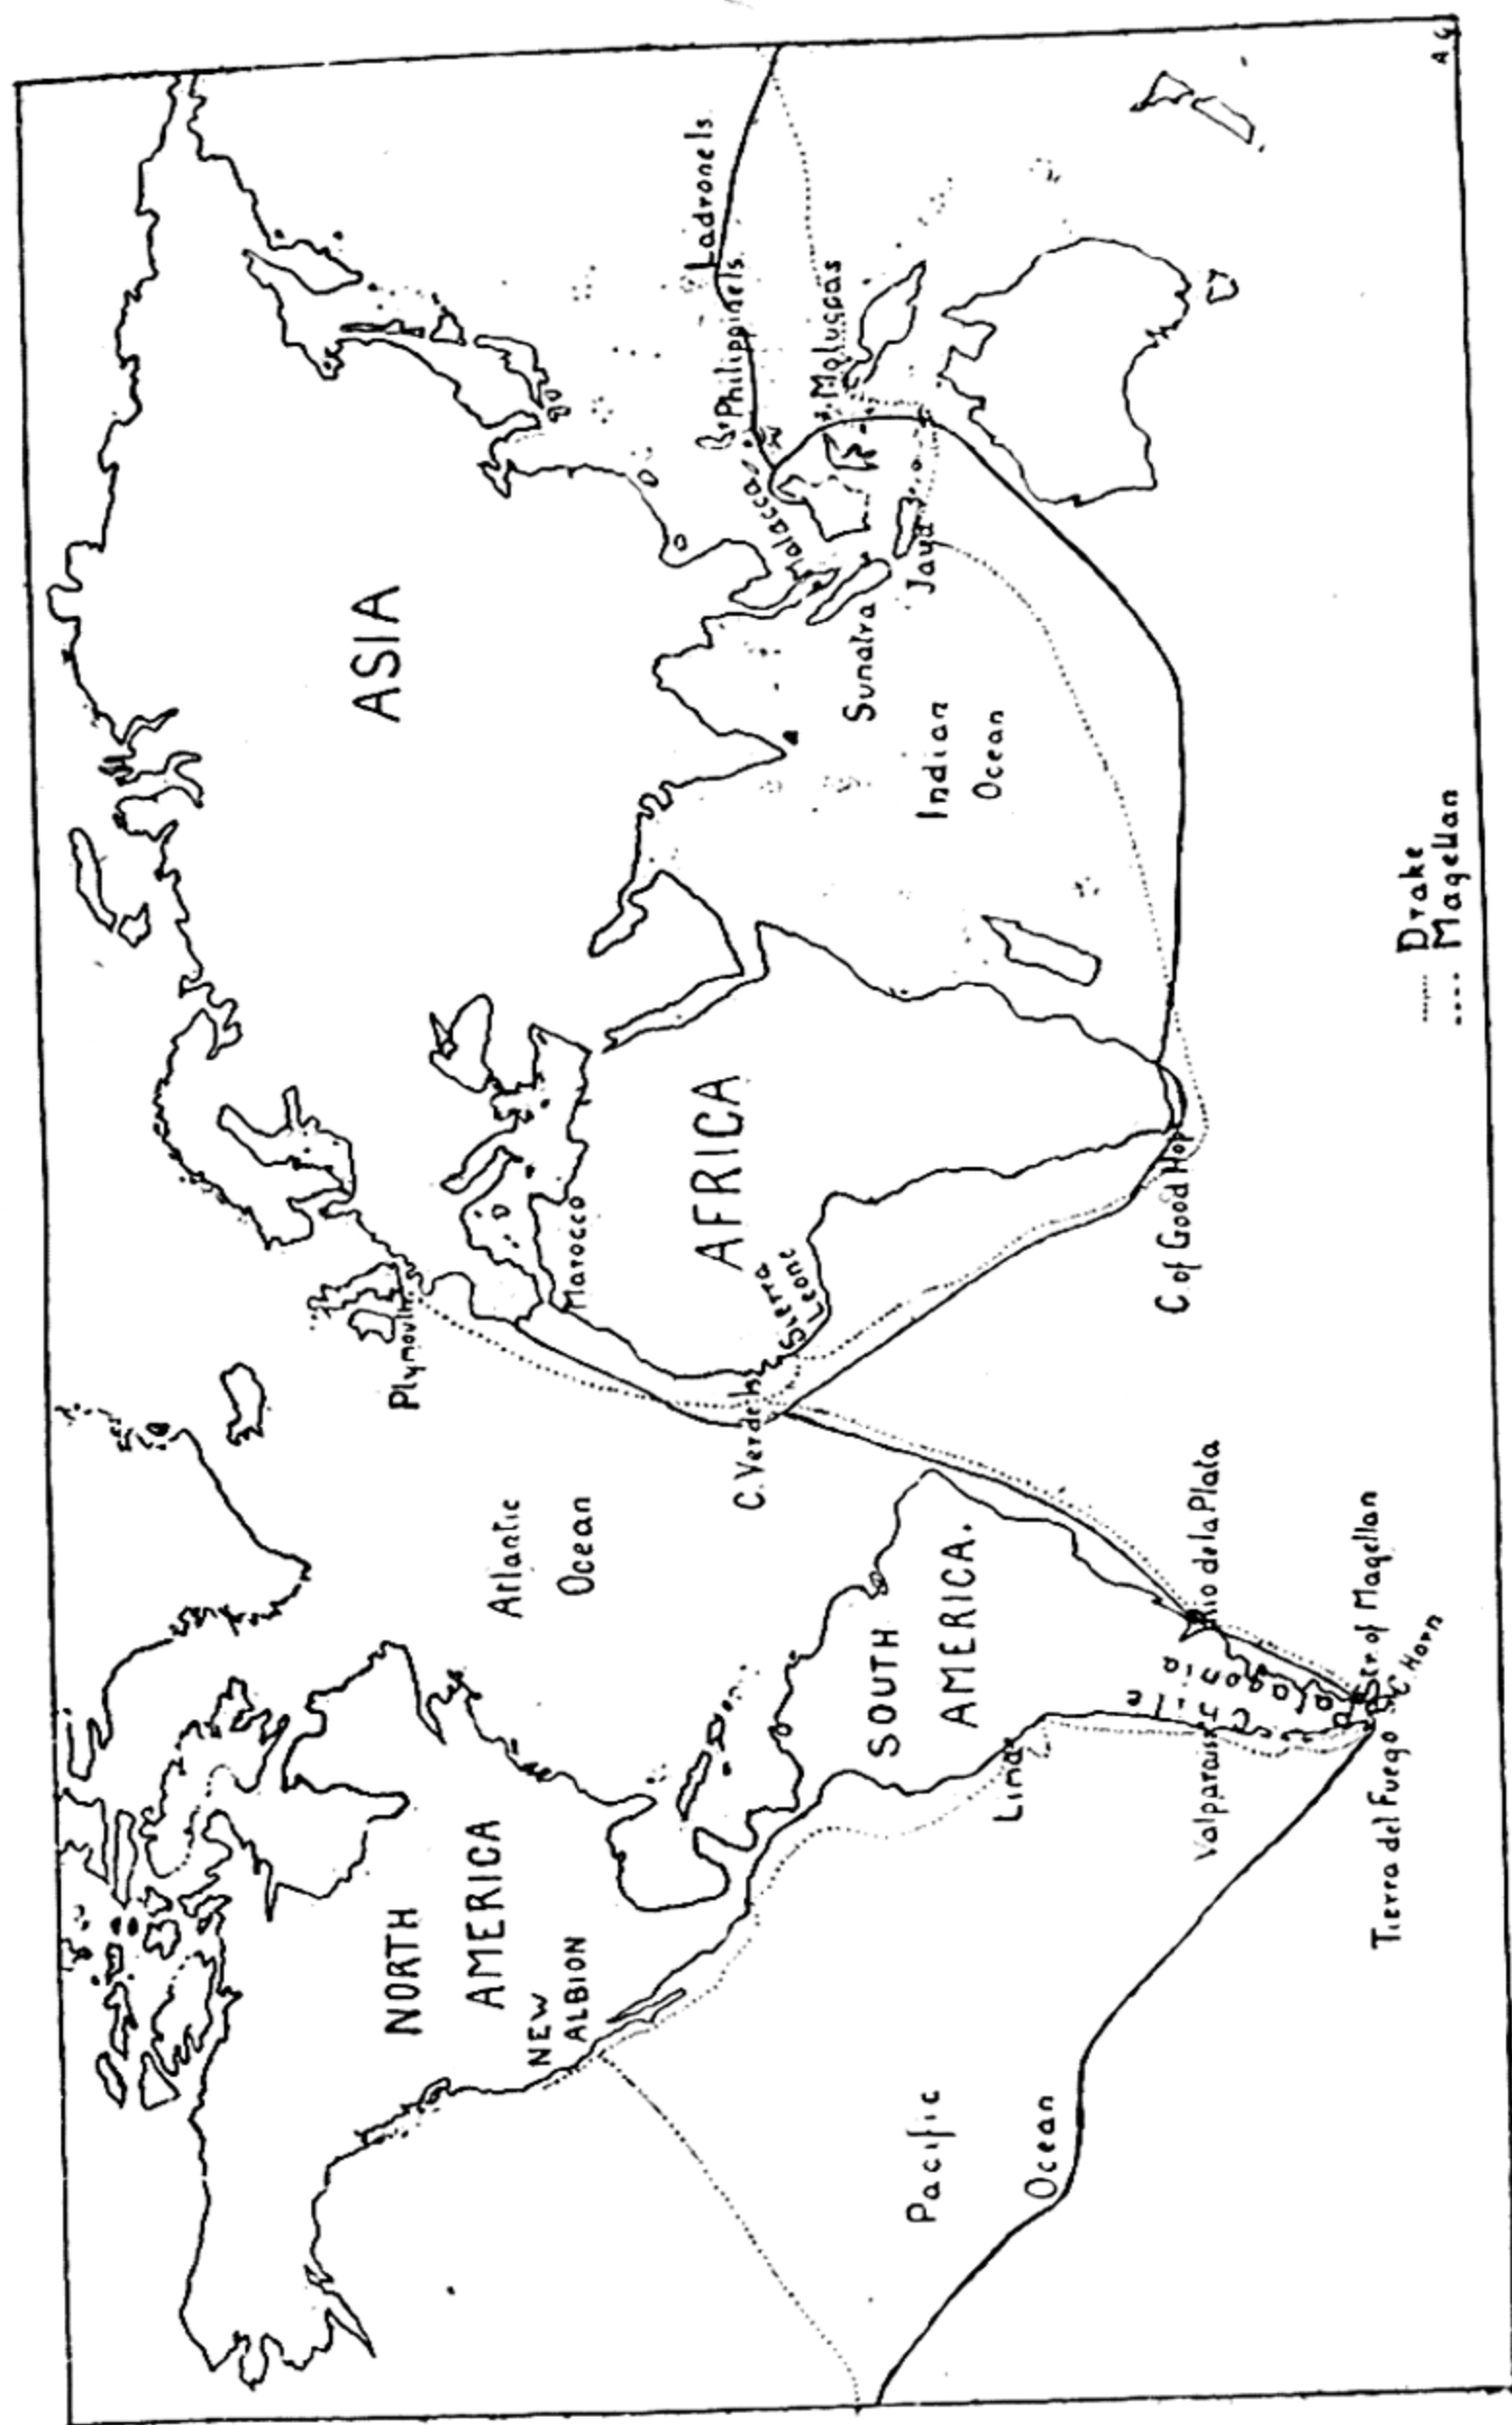 NORTH
AMERICA
NEW
ALBION
Atlantic
Ocean
Plymouth
Marocco
ASIA
AFRICA
C. Verde Is
Sierra
Leone
Malacca
Philippine Is.
Ladrone Is.
Moluccas
Sumatra
Java
Indian
Ocean
Pacific
Ocean
SOUTH
AMERICA.
Lima
Valparaiso
Chile
Rio de la Plata
Tierra del Fuego
Str. of Magellan
C Horn
C. of Good Hope
Drake
Magellan
A G